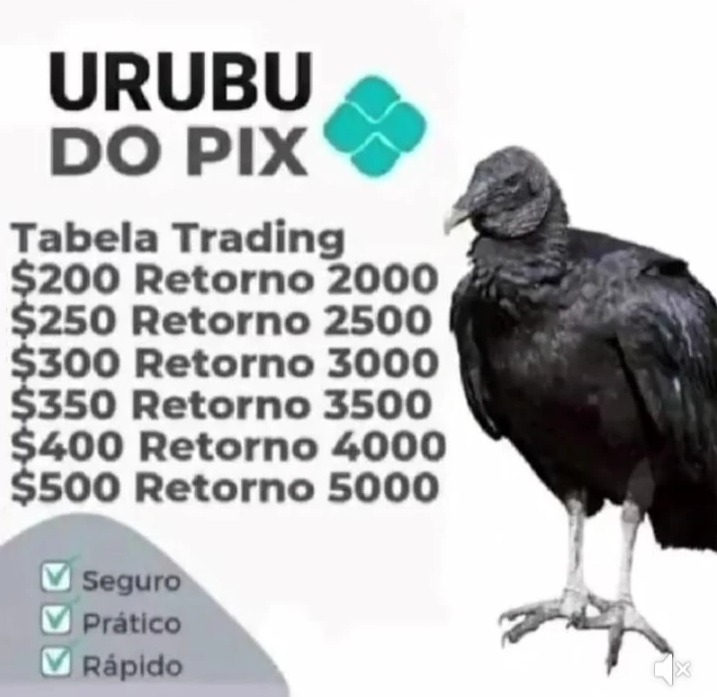 URUBU
DO PIX
Tabela Trading
$200 Retorno 2000
$250 Retorno 2500
$300 Retorno 3000
$350 Retorno 3500
$400 Retorno 4000
$500 Retorno 5000
Seguro
Prático
Rápido